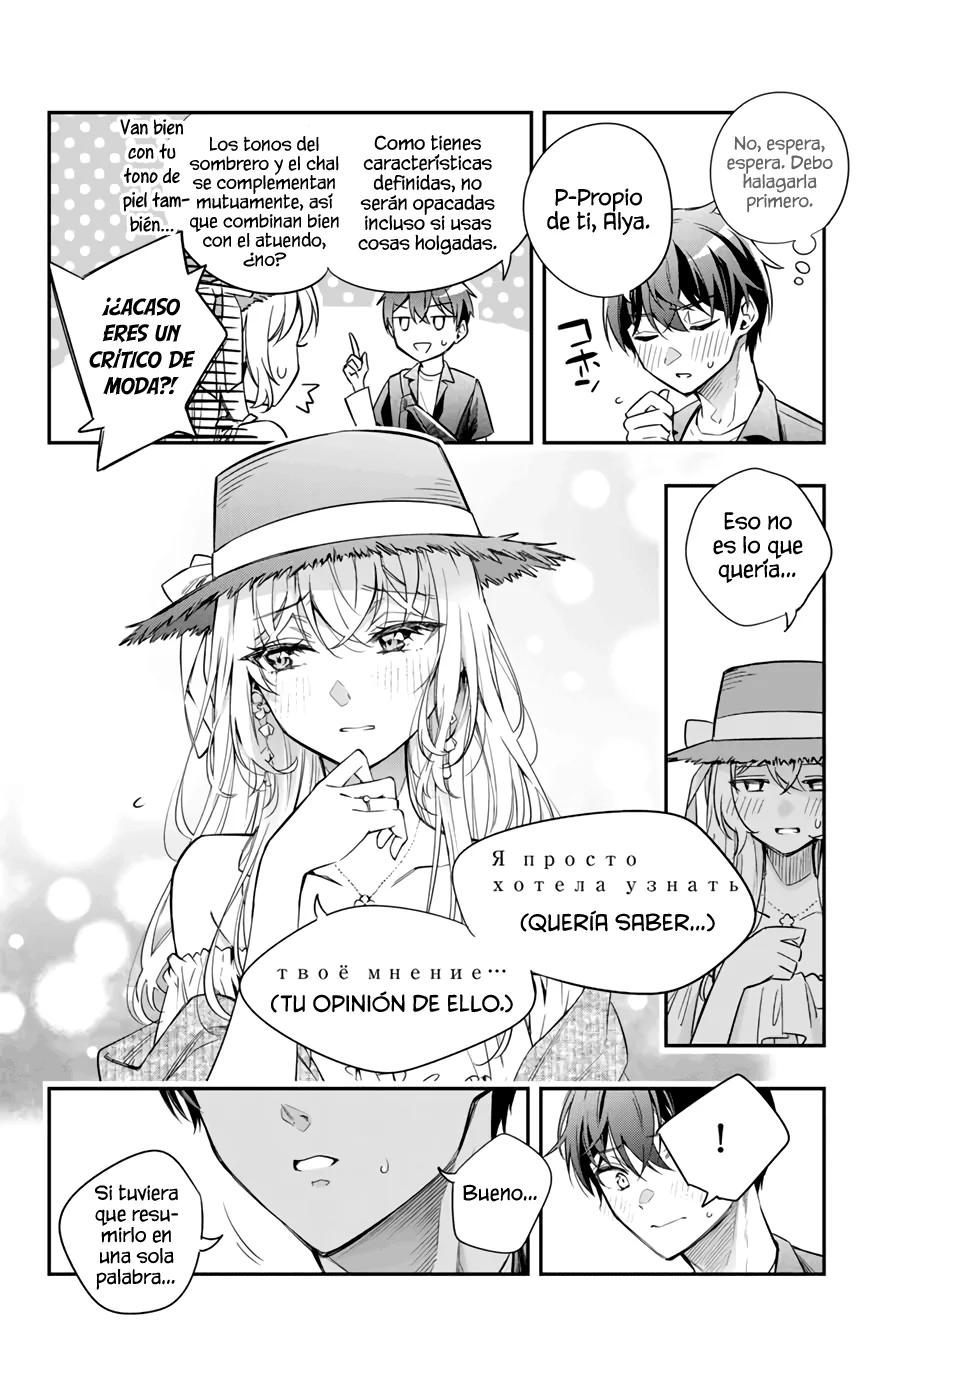 No, espera,
espera. Debo
halagarla
primero.
P-Propio
de ti, Alya.
コホン
Como tienes
características
definidas, no
serán opacadas
incluso si usas
cosas holgadas.
Los tonos del
sombrero y el chal
se complementan
mutuamente, así
que combinan bien
con el atuendo,
¿no?
Van bien
con tu
tono de
piel tam-
bién...
¡¿ACASO
ERES UN
CRÍTICO DE
MODA?!
Eso no
es lo que
quería...
Я просто
хотела узнать
(QUERÍA SABER...)
твоё мнение...
(TU OPINIÓN DE ELLO.)
!
Bueno...
Si tuviera
que resu-
mirlo en
una sola
palabra...